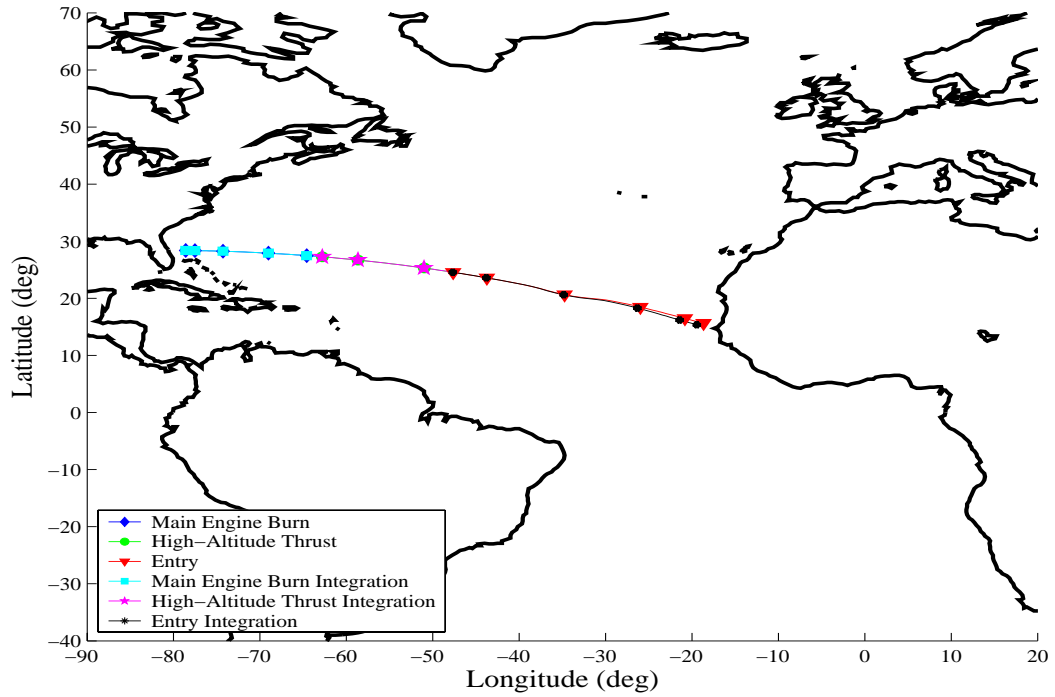 70
60
50
40
30
20
10
0
−10
−20
−30
−40
Latitude (deg)
Main Engine Burn
High−Altitude Thrust
Entry
Main Engine Burn Integration
High−Altitude Thrust Integration
Entry Integration
−90 −80 −70 −60 −50 −40 −30 −20 −10 0 10 20
Longitude (deg)